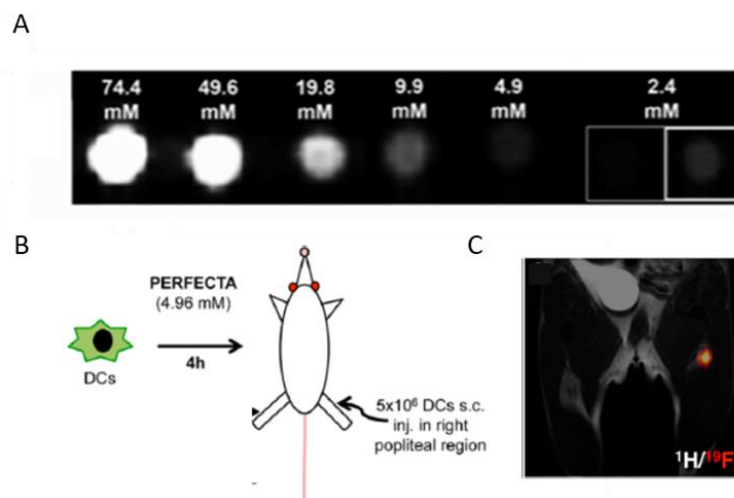 A
74.4 49.6 19.8 9.9 4.9 2.4
mM mM mM mM mM mM
B
C
PERFECTA
(4.96 mM)
4h
DCs
5x10⁶ DCs s.c.
inj. in right
popliteal region
¹H/¹⁹F